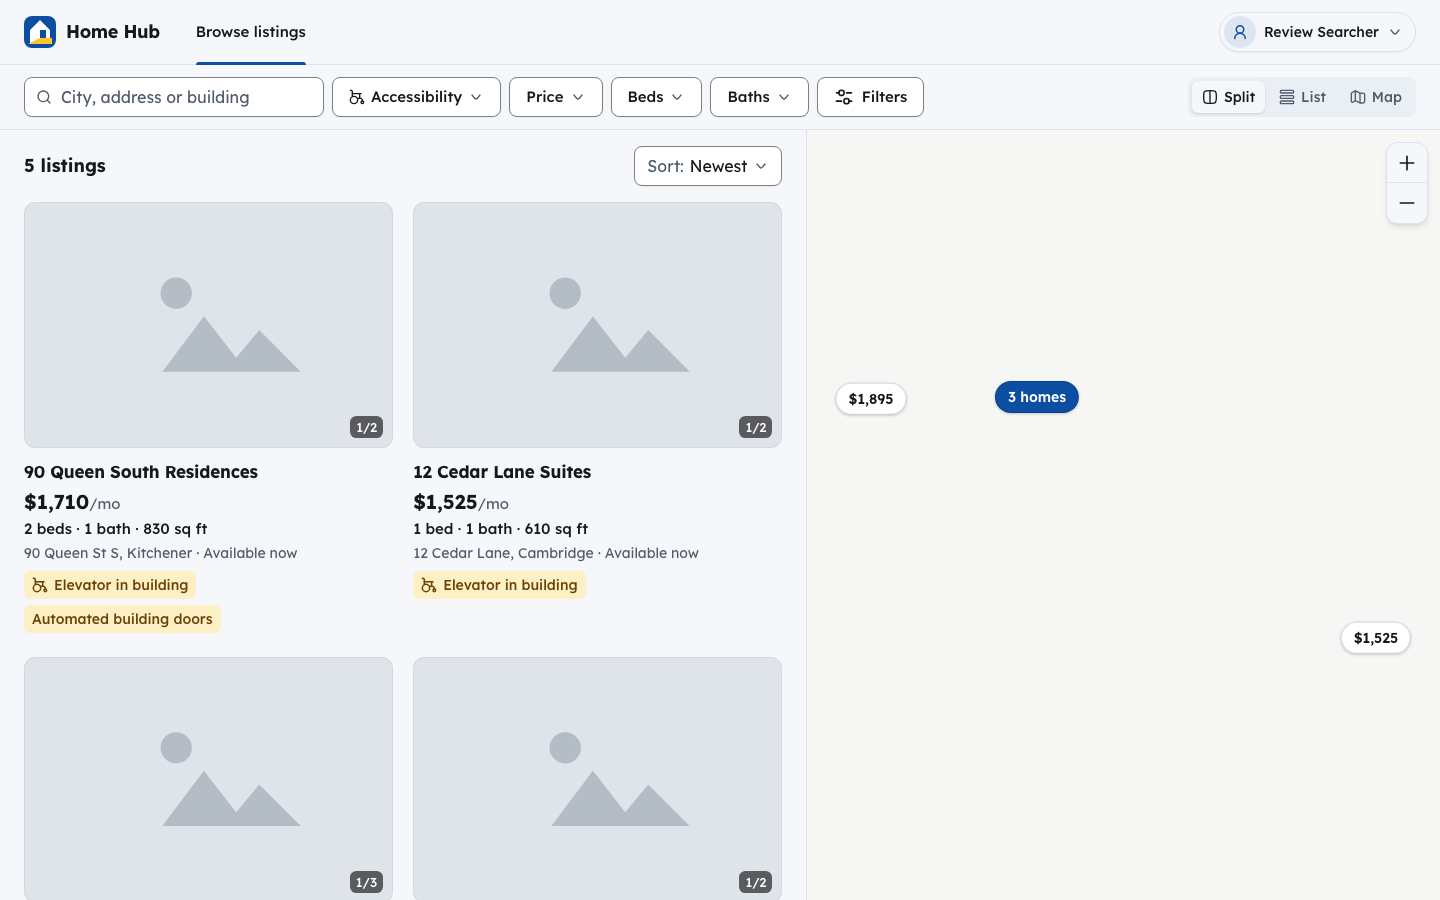 Home Hub
Browse listings
Review Searcher
City, address or building
Accessibility
Price
Beds
Baths
Filters
Split
List
Map
5 listings
Sort: Newest
1/2
1/2
90 Queen South Residences
$1,710/mo
2 beds · 1 bath · 830 sq ft
90 Queen St S, Kitchener · Available now
Elevator in building
Automated building doors
12 Cedar Lane Suites
$1,525/mo
1 bed · 1 bath · 610 sq ft
12 Cedar Lane, Cambridge · Available now
Elevator in building
1/3
1/2
$1,895
3 homes
$1,525